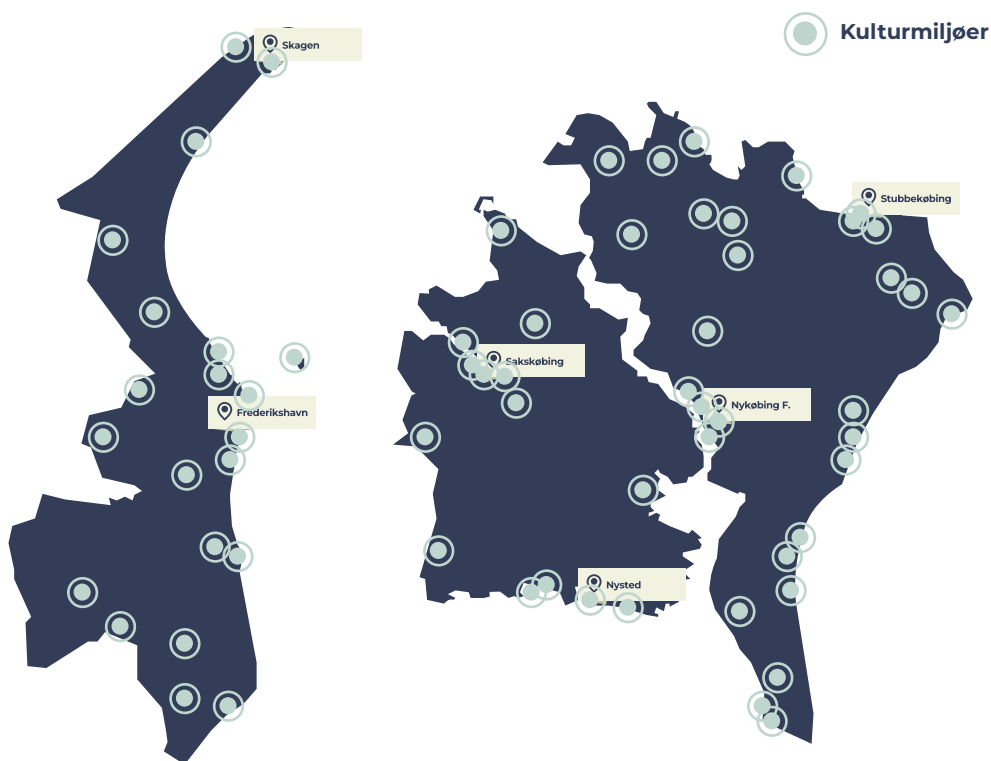 Kulturmiljøer
Skagen
Stubbekøbing
Sakskøbing
Nykøbing F.
Frederikshavn
Nysted